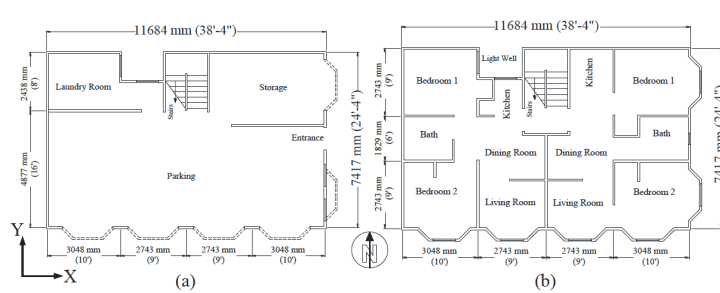 11684 mm (38'-4")
Laundry Room
Storage
Stairs
Entrance
Parking
2438 mm
(8')
4877 mm
(16')
7417 mm (24'-4")
3048 mm
(10')
2743 mm
(9')
2743 mm
(9')
3048 mm
(10')
Y
X
(a)
N
11684 mm (38'-4")
Light Well
Bedroom 1
Kitchen
Stairs
Kitchen
Bedroom 1
Bath
Bath
Dining Room
Dining Room
Bedroom 2
Living Room
Living Room
Bedroom 2
2743 mm
(9')
1829 mm
(6')
2743 mm
(9')
7417 mm (24'-4")
3048 mm
(10')
2743 mm
(9')
2743 mm
(9')
3048 mm
(10')
(b)